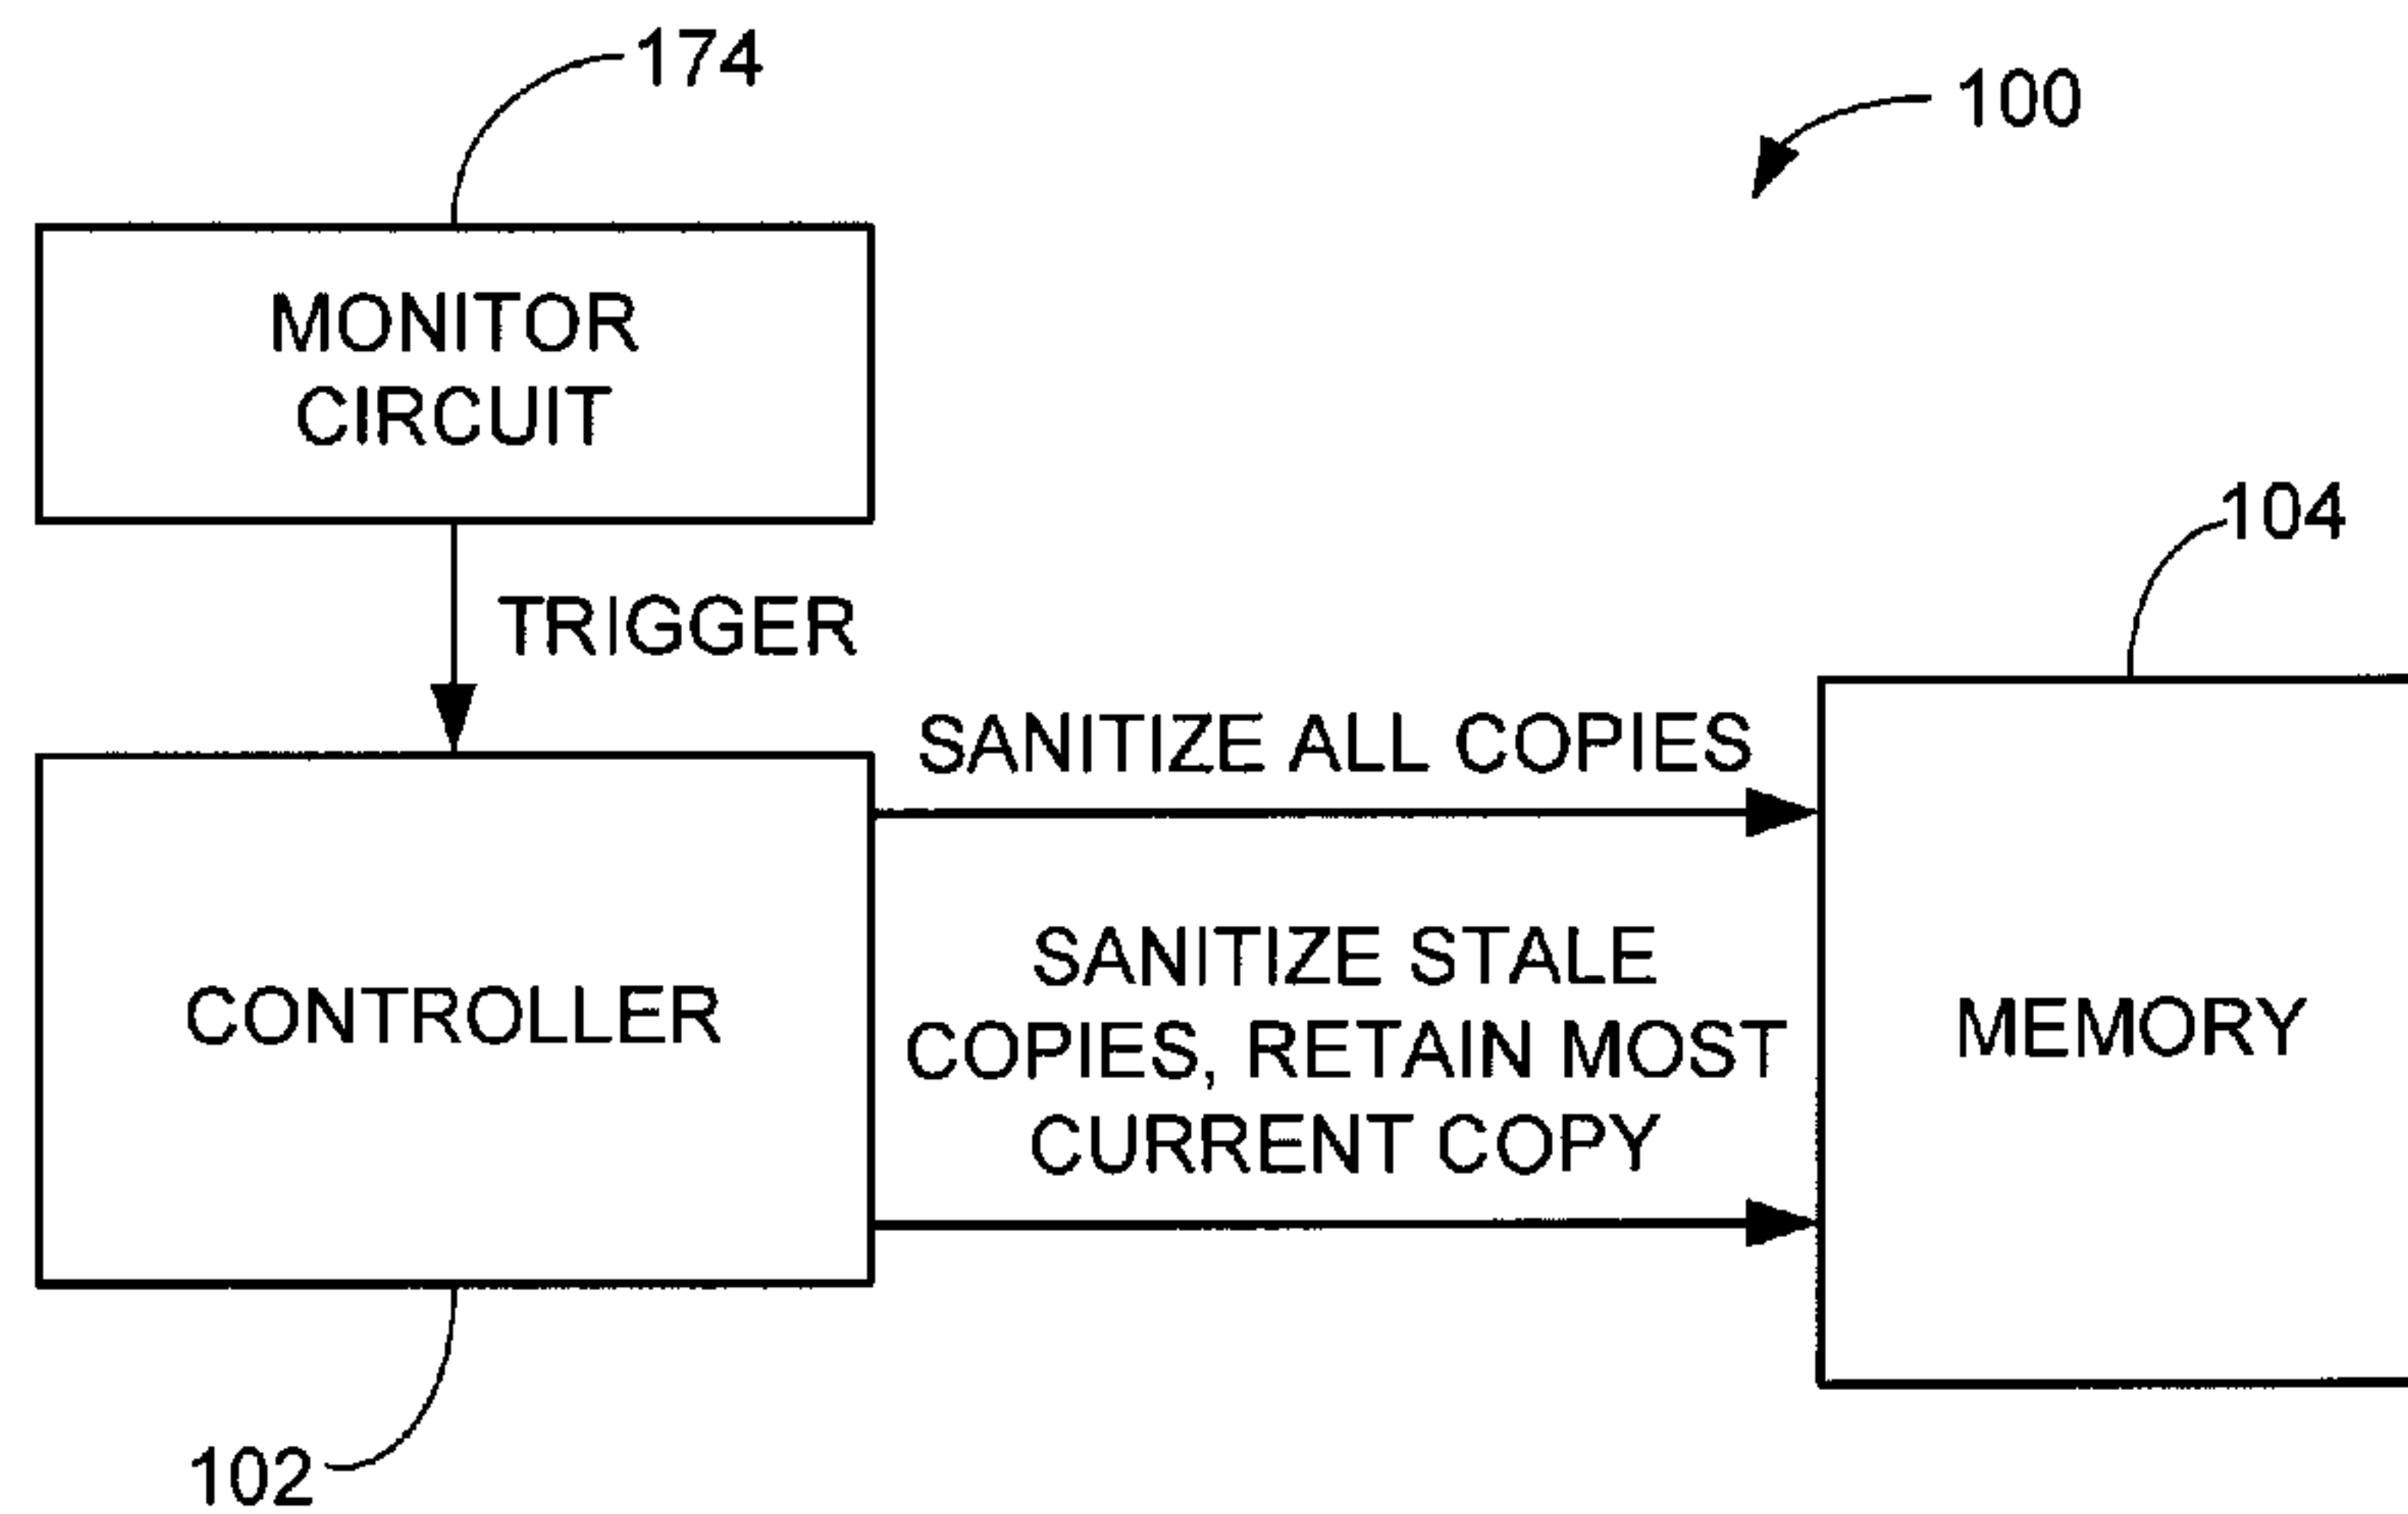 174
100
MONITOR
CIRCUIT
104
TRIGGER
SANITIZE ALL COPIES
SANITIZE STALE
COPIES, RETAIN MOST
CURRENT COPY
CONTROLLER
MEMORY
102